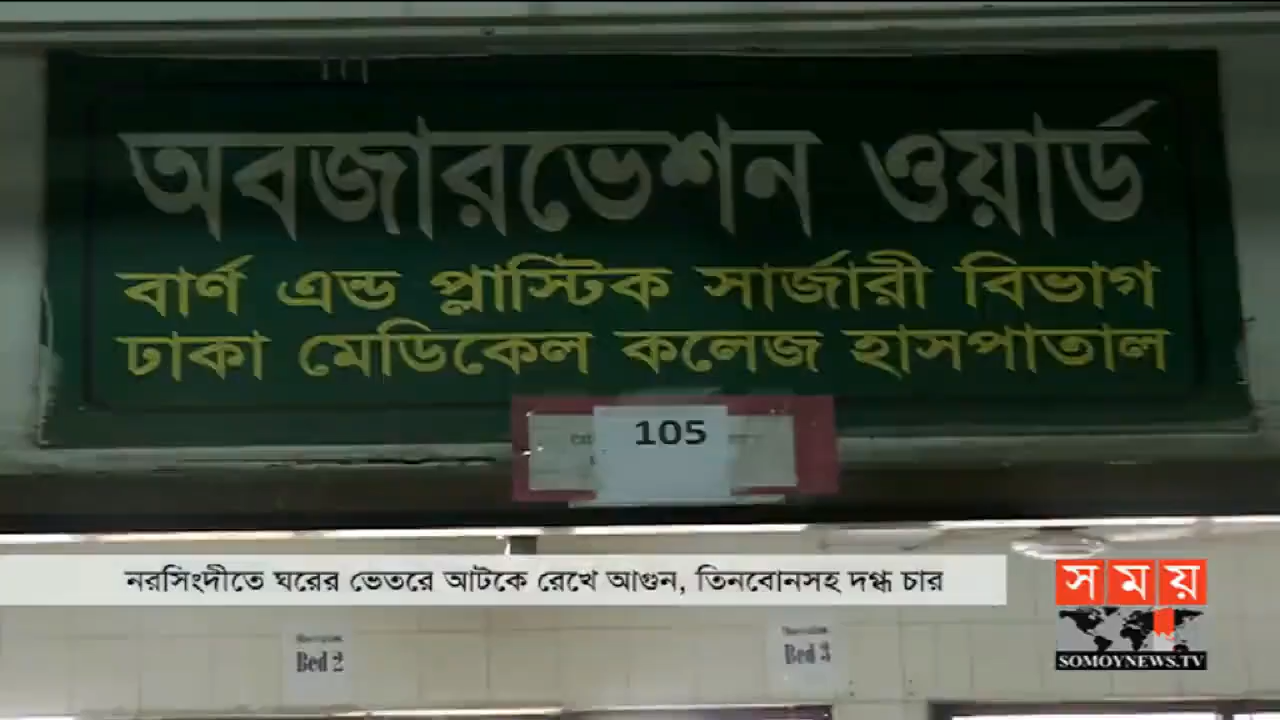 অবজারভেশন ওয়ার্ড
বার্ণ এন্ড প্লাস্টিক সার্জারী বিভাগ
ঢাকা মেডিকেল কলেজ হাসপাতাল
105
নরসিংদীতে ঘরের ভেতরে আটকে রেখে আগুন, তিনবোনসহ দগ্ধ চার
সময়
SOMOYNEWS.TV
Bed 2
Bed 3